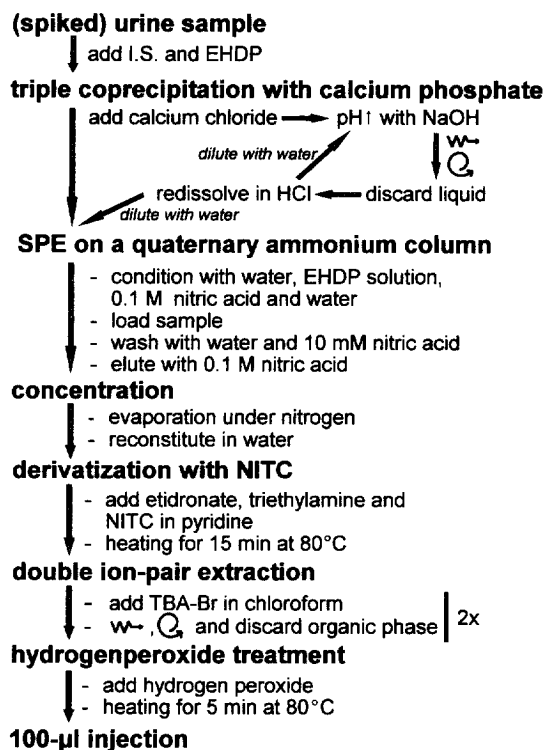 (spiked) urine sample
add I.S. and EHDP
triple coprecipitation with calcium phosphate
add calcium chloride pH↑ with NaOH
dilute with water
redissolve in HCl discard liquid
dilute with water
SPE on a quaternary ammonium column
- condition with water, EHDP solution,
0.1 M nitric acid and water
- load sample
- wash with water and 10 mM nitric acid
- elute with 0.1 M nitric acid
concentration
- evaporation under nitrogen
- reconstitute in water
derivatization with NITC
- add etidronate, triethylamine and
NITC in pyridine
- heating for 15 min at 80°C
double ion-pair extraction
- add TBA-Br in chloroform
- , and discard organic phase 2x
hydrogenperoxide treatment
- add hydrogen peroxide
- heating for 5 min at 80°C
100-µl injection